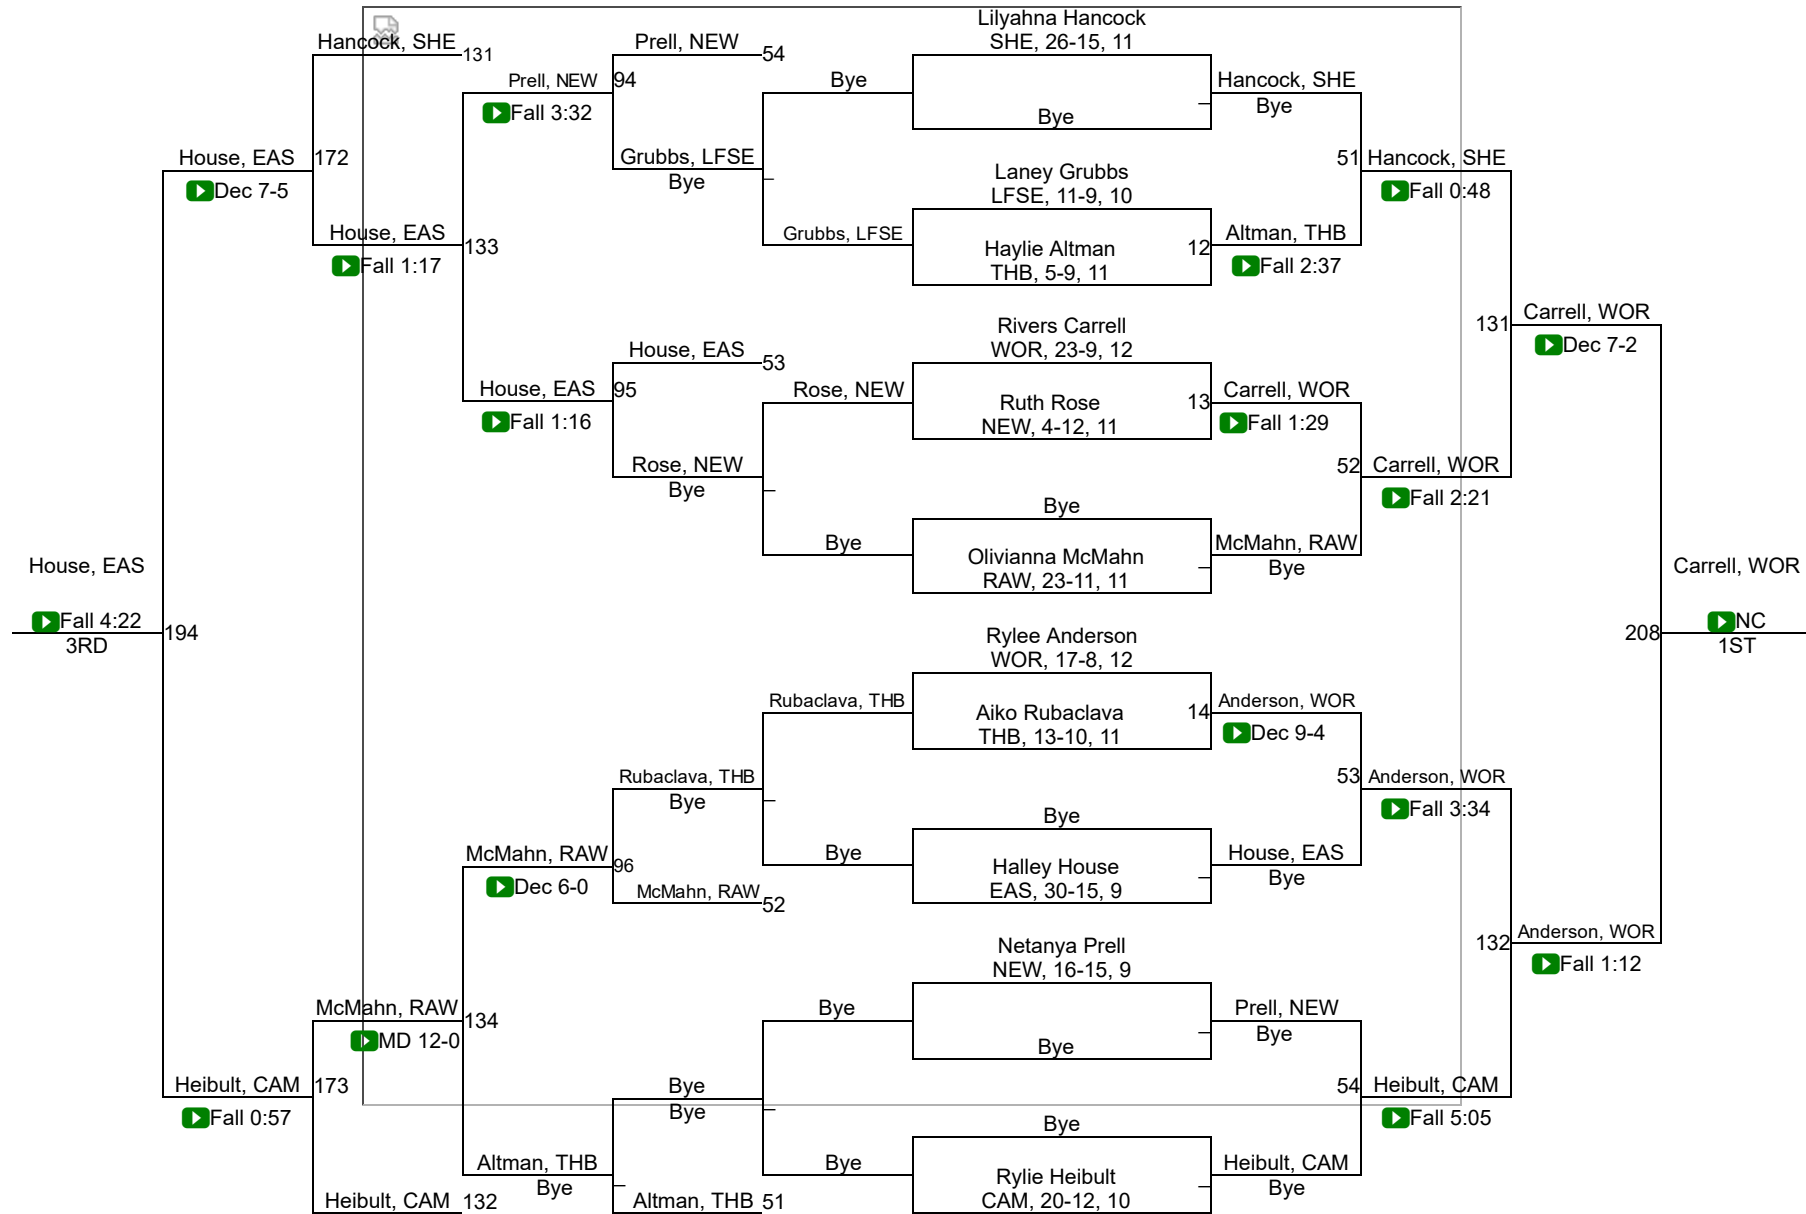 Lilyahna Hancock
SHE, 26-15, 11
Hancock, SHE
131
Prell, NEW
54
Prell, NEW
94
Fall 3:32
Bye
Bye
Hancock, SHE
Bye
House, EAS
172
Dec 7-5
Grubbs, LFSE
Bye
Laney Grubbs
LFSE, 11-9, 10
51
Hancock, SHE
Fall 0:48
House, EAS
133
Fall 1:17
Grubbs, LFSE
Haylie Altman
THB, 5-9, 11
12
Altman, THB
Fall 2:37
Rivers Carrell
WOR, 23-9, 12
131
Carrell, WOR
Dec 7-2
House, EAS
53
House, EAS
95
Fall 1:16
Rose, NEW
Ruth Rose
NEW, 4-12, 11
13
Carrell, WOR
Fall 1:29
Rose, NEW
Bye
52
Carrell, WOR
Fall 2:21
Bye
Bye
Olivianna McMahn
RAW, 23-11, 11
McMahn, RAW
Bye
House, EAS
Fall 4:22
3RD
194
Carrell, WOR
208
NC
1ST
Rylee Anderson
WOR, 17-8, 12
Rubaclava, THB
Aiko Rubaclava
THB, 13-10, 11
14
Anderson, WOR
Dec 9-4
Rubaclava, THB
Bye
53
Anderson, WOR
Fall 3:34
Bye
McMahn, RAW
96
Dec 6-0
Bye
Halley House
EAS, 30-15, 9
House, EAS
Bye
McMahn, RAW
52
Netanya Prell
NEW, 16-15, 9
132
Anderson, WOR
Fall 1:12
McMahn, RAW
134
MD 12-0
Bye
Bye
Prell, NEW
Bye
Heibult, CAM
173
Fall 0:57
Bye
Bye
54
Heibult, CAM
Fall 5:05
Bye
Altman, THB
Bye
Bye
Rylie Heibult
CAM, 20-12, 10
Heibult, CAM
Bye
Heibult, CAM
132
Altman, THB
51